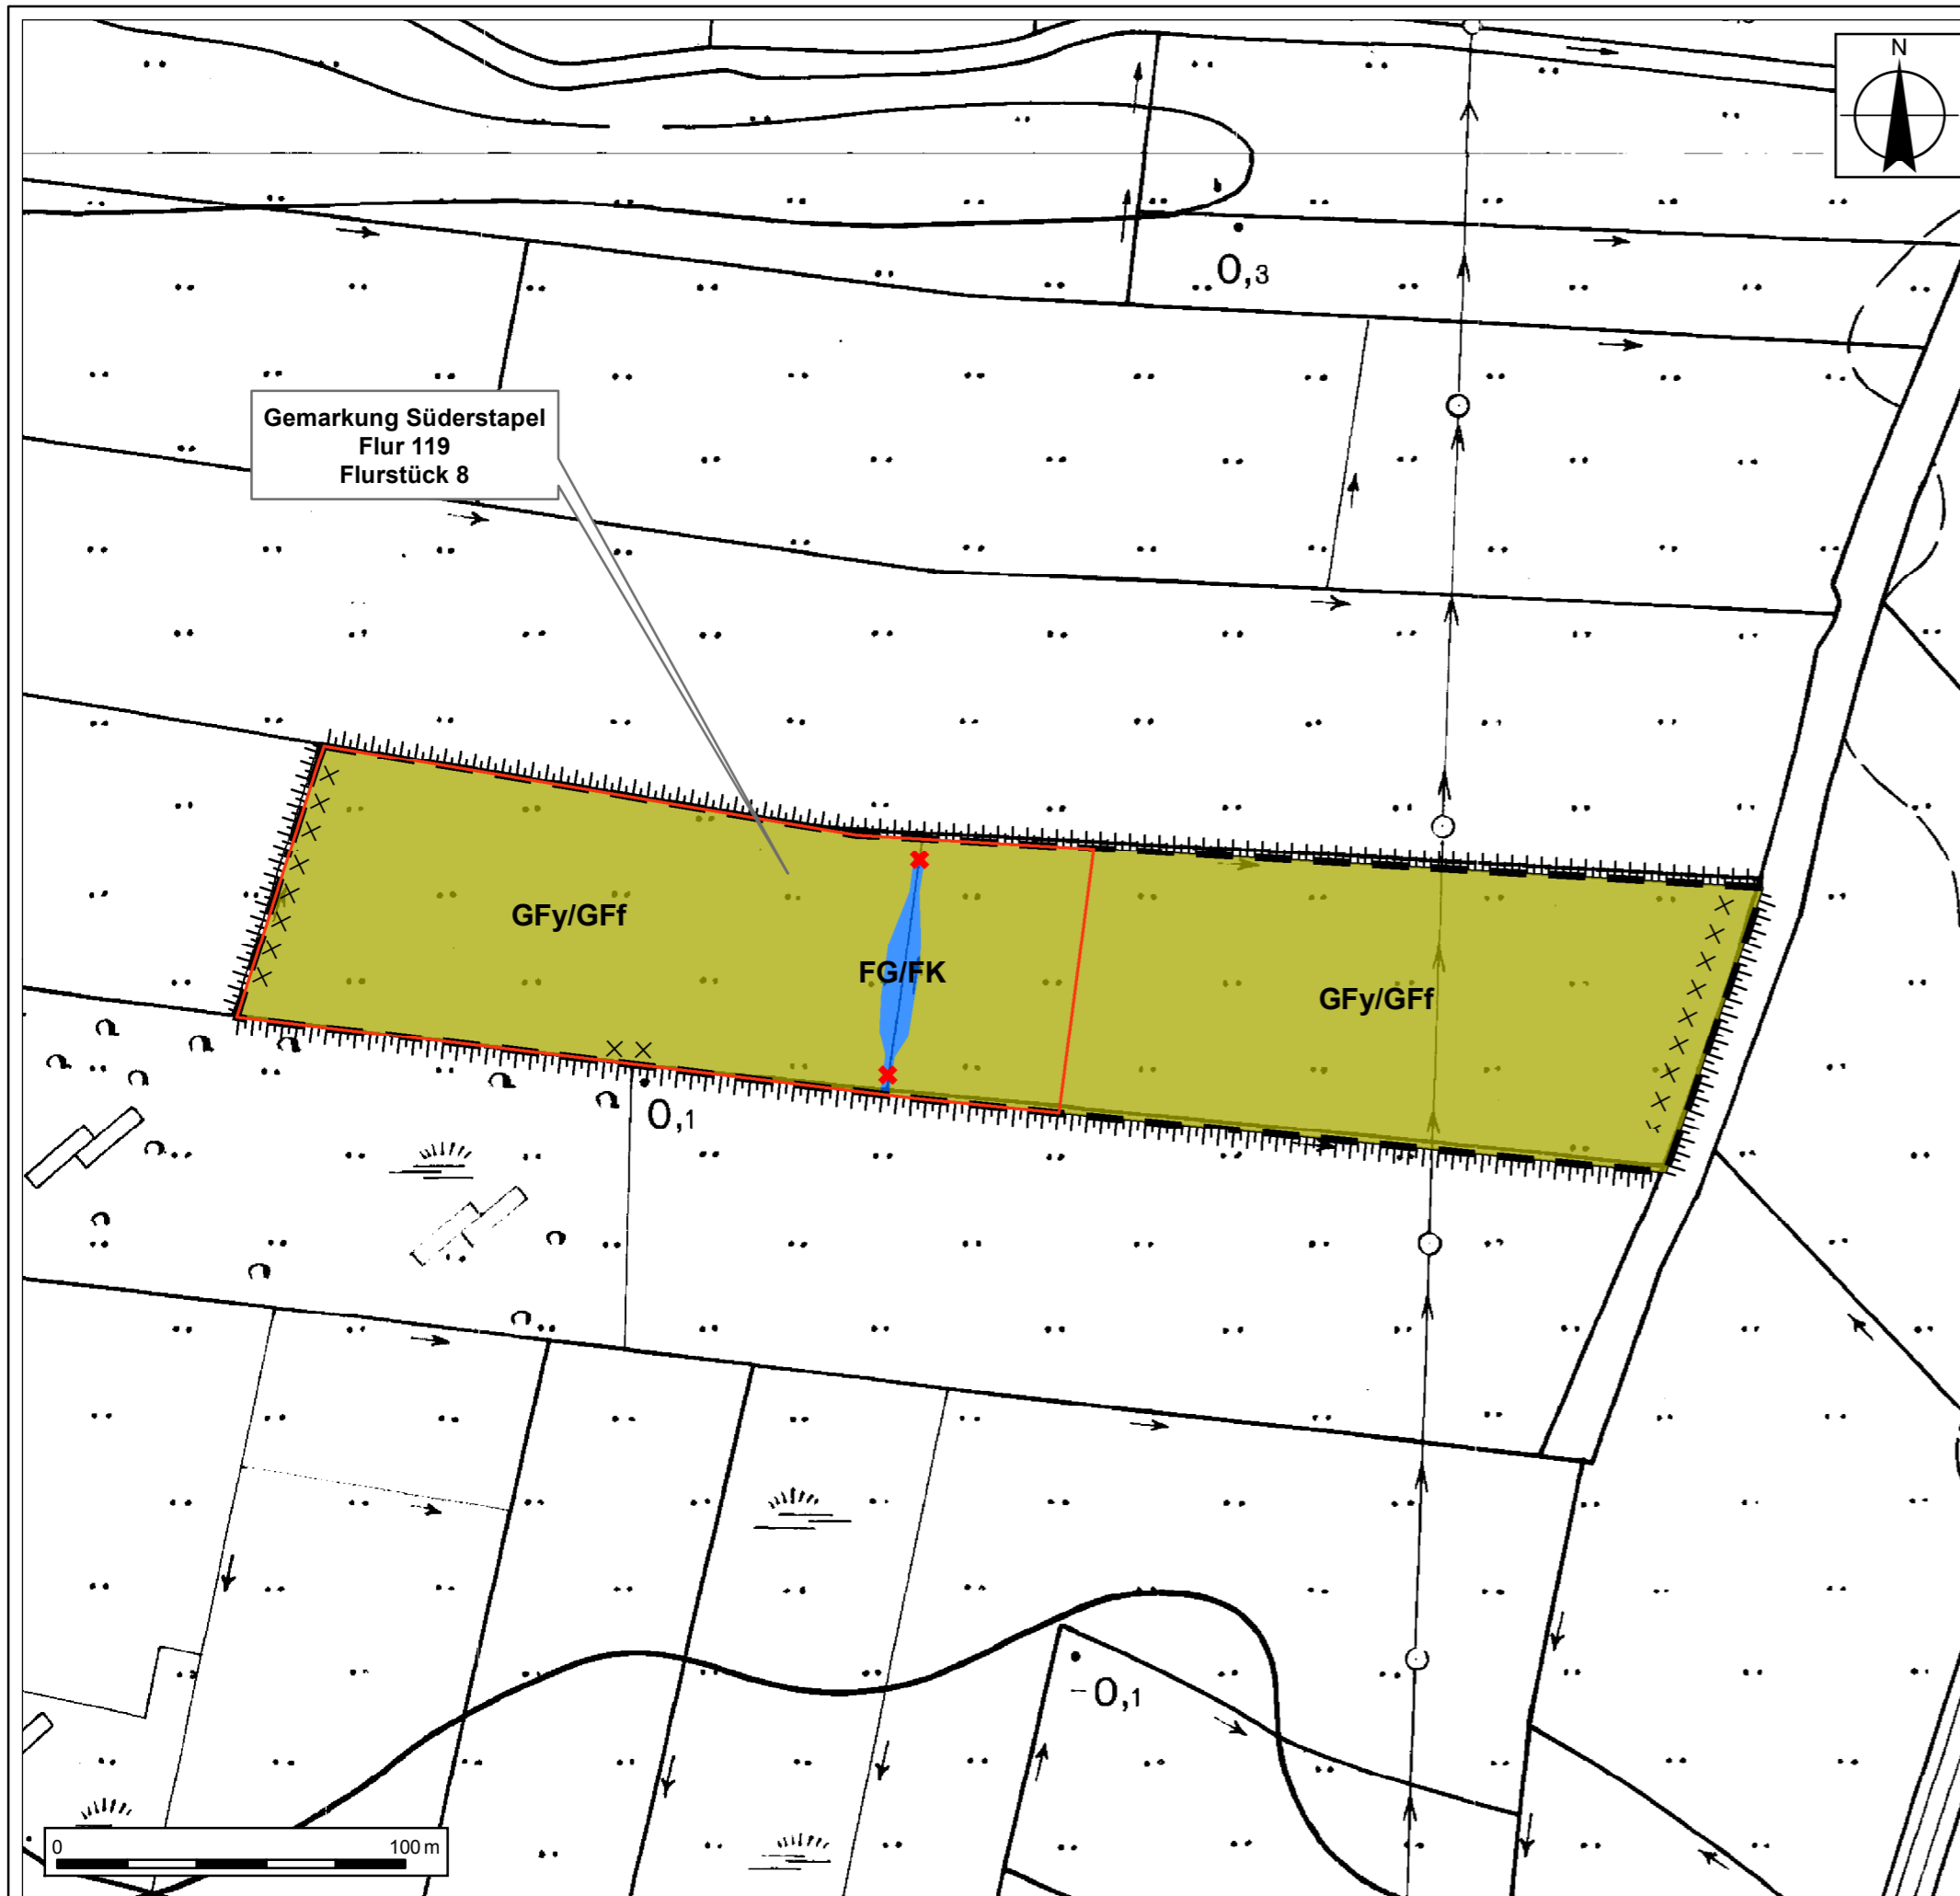 N
0,3
Gemarkung Süderstapel
Flur 119
Flurstück 8
GFy/GFf
FG/FK
GFy/GFf
0,1
-0,1
0 100 m